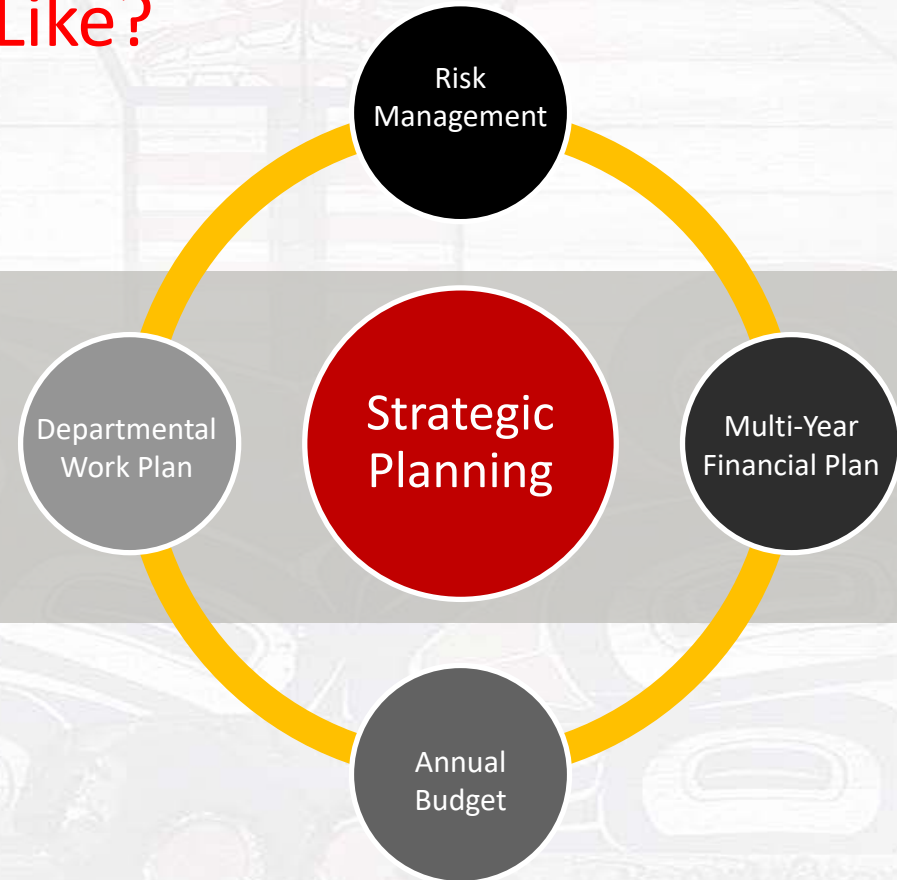 Like?
Risk
Management
Departmental
Work Plan
Strategic
Planning
Multi-Year
Financial Plan
Annual
Budget